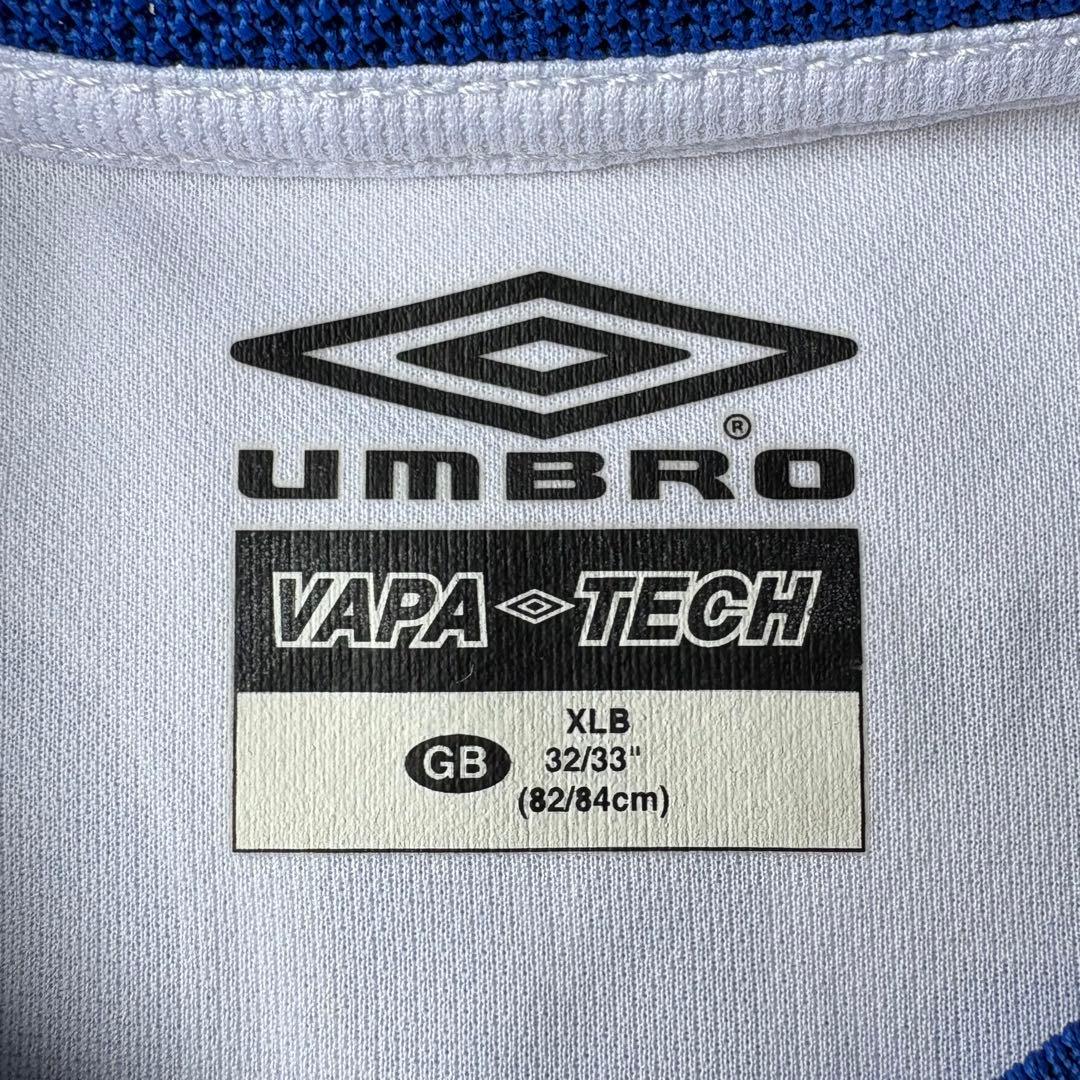 ®
UMBRO
VAPA TECH
XLB
GB 32/33"
(82/84cm)